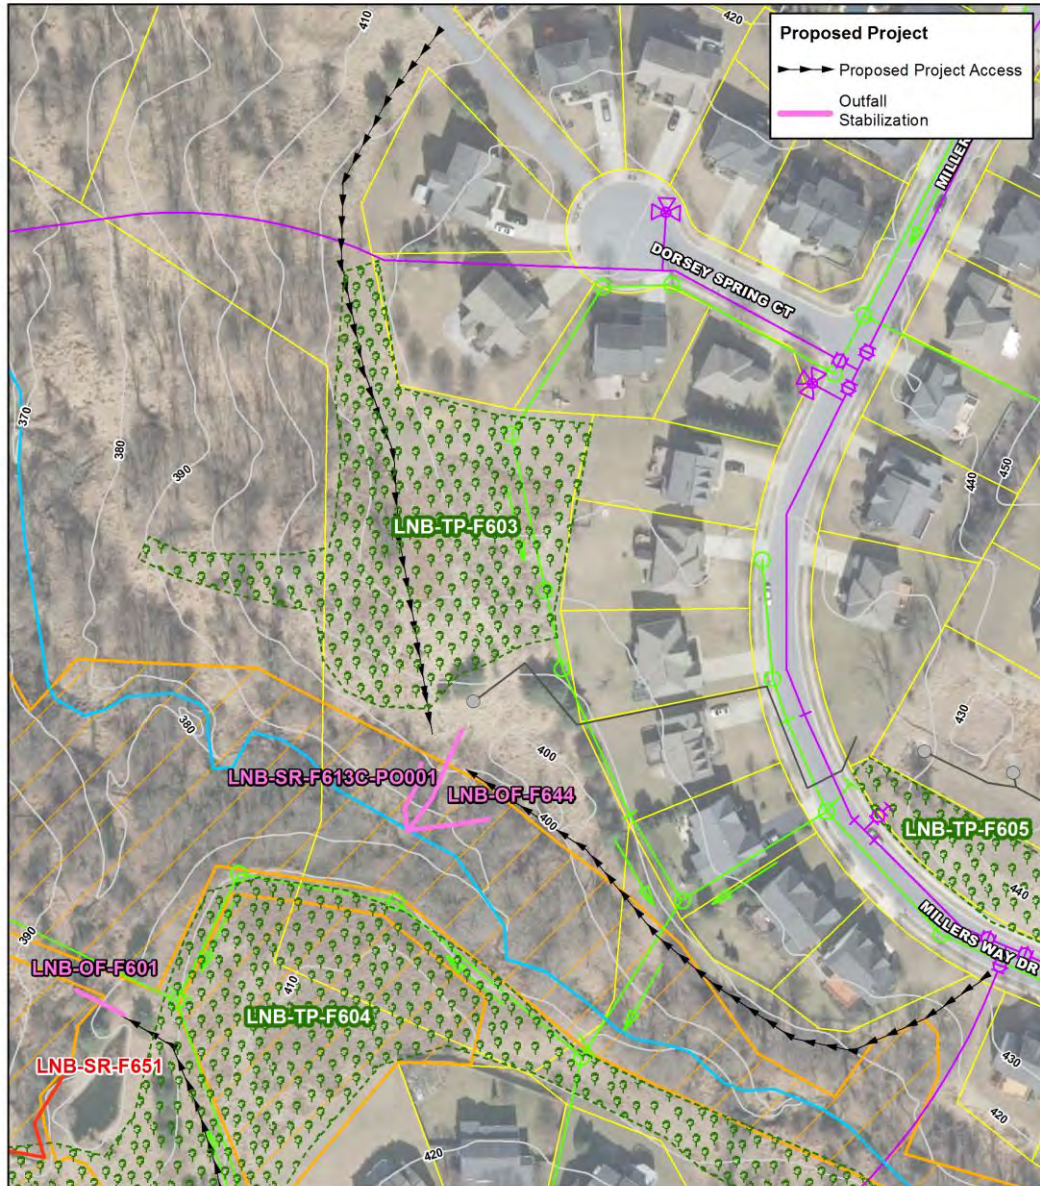 410
420
Proposed Project
Proposed Project Access
Outfall
Stabilization
MILLER
DORSEY SPRING CT
370
380
390
450
440
LNB-TP-F603
430
380
400
LNB-SR-F613C-PO001
LNB-OF-F644
400
LNB-TP-F605
440
MILLERS WAY DR
390
LNB-OF-F601
410
LNB-TP-F604
LNB-SR-F651
430
420
420